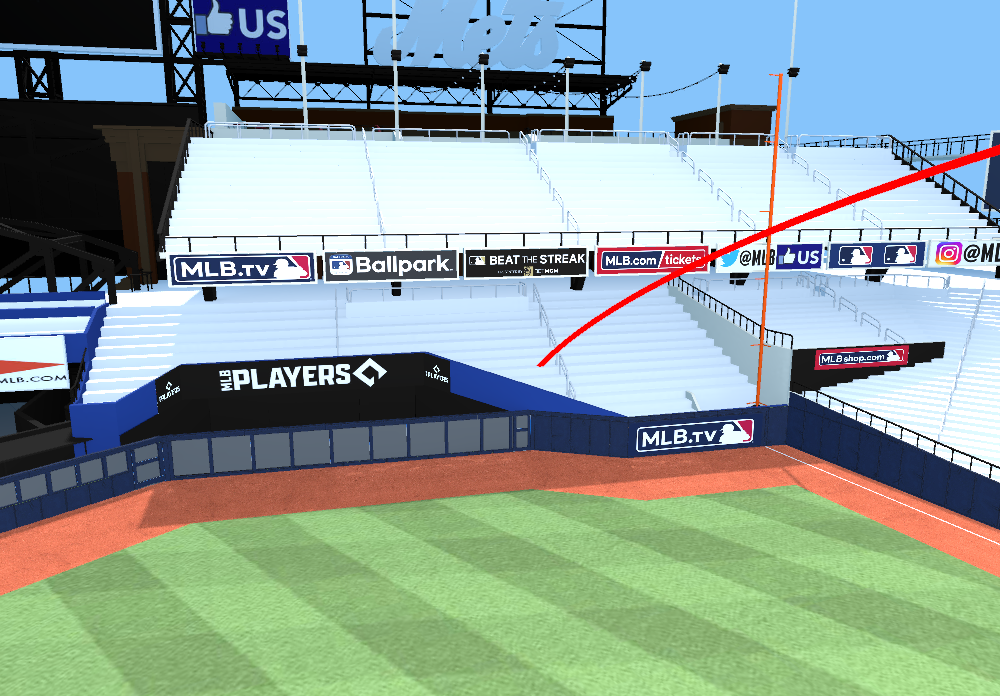 US
Mets
MLB.TV
Ballpark.
BEAT THE STREAK
MLB.com/tickets
@MLB
US
@ML
MLB.COM
MLB PLAYERS
PLAYERS
PLAYERS
MLBshop.com
MLB.TV